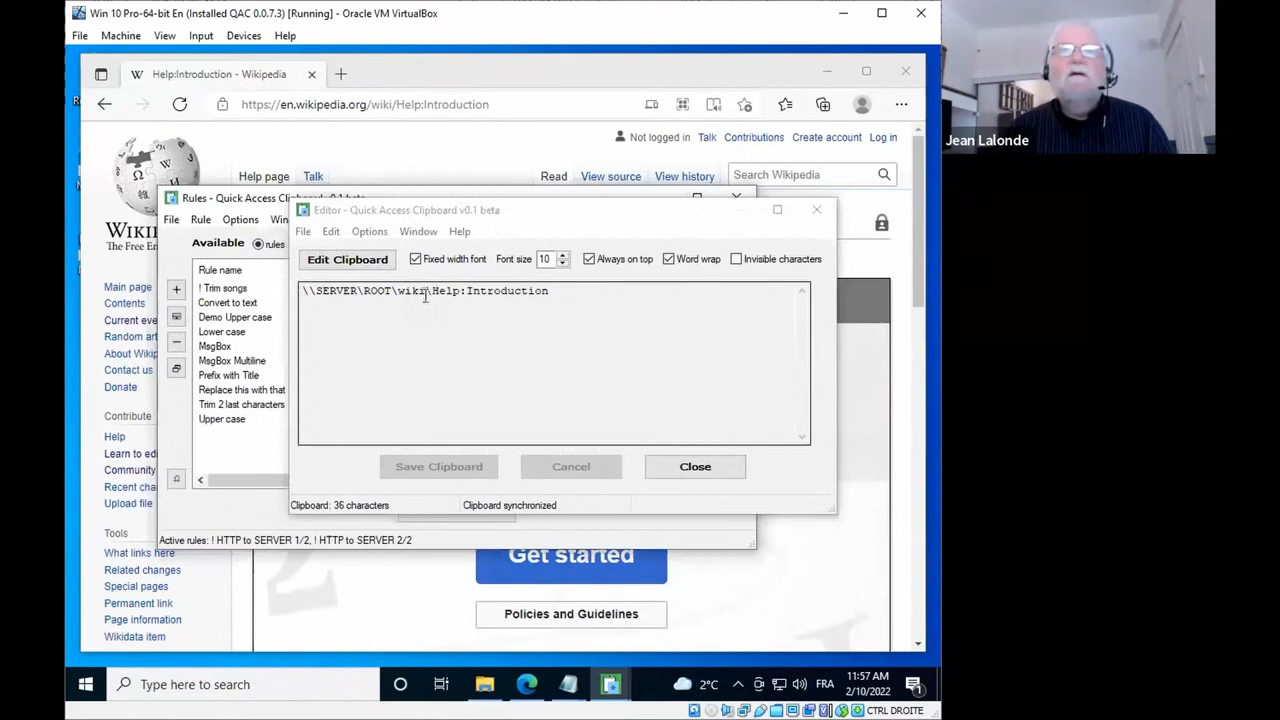 Win 10 Pro-64-bit En (Installed QAC 0.0.7.3) [Running] - Oracle VM VirtualBox
File Machine View Input Devices Help
Help:Introduction - Wikipedia
https://en.wikipedia.org/wiki/Help:Introduction
Not logged in Talk Contributions Create account Log in
Jean Lalonde
Help page Talk Read View source View history Search Wikipedia
Rules - Quick Access Clipboard v0.1 beta
File Rule Options
Editor - Quick Access Clipboard v0.1 beta
File Edit Options Window Help
The Free
Available rules
Edit Clipboard Fixed width font Font size 10 Always on top Word wrap Invisible characters
Rule name
! Trim songs
Convert to text
Demo Upper case
Lower case
MsgBox
MsgBox Multiline
Prefix with Title
Replace this with that
Trim 2 last characters
Upper case
\\SERVER\ROOT\wiki\Help:Introduction
Main page
Contents
Current
Random
About
Contact us
Donate
Contribute
Help
Learn to
Community
Recent
Upload file
Save Clipboard Cancel Close
Clipboard: 36 characters Clipboard synchronized
Active rules: ! HTTP to SERVER 1/2, ! HTTP to SERVER 2/2
Tools
What links here
Related changes
Special pages
Permanent link
Page information
Wikidata item
Get started
Policies and Guidelines
Type here to search
2°C FRA 11:57 AM
2/10/2022
1
CTRL DROITE